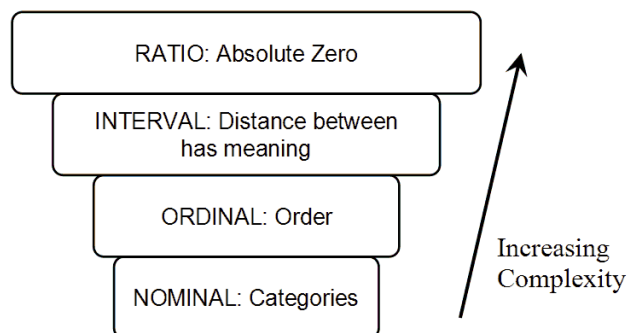 RATIO: Absolute Zero
INTERVAL: Distance between
has meaning
ORDINAL: Order
NOMINAL: Categories
Increasing
Complexity